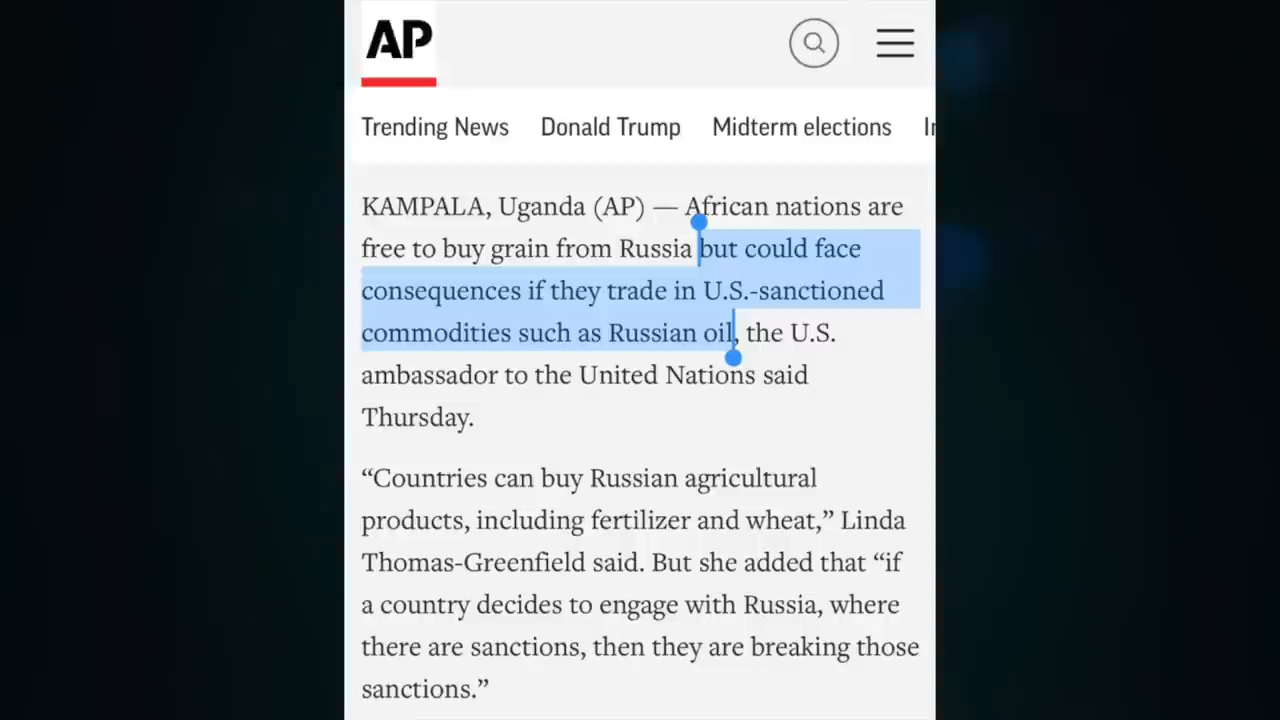 AP
Trending News Donald Trump Midterm elections
KAMPALA, Uganda (AP) — African nations are
free to buy grain from Russia but could face
consequences if they trade in U.S.-sanctioned
commodities such as Russian oil, the U.S.
ambassador to the United Nations said
Thursday.
“Countries can buy Russian agricultural
products, including fertilizer and wheat,” Linda
Thomas-Greenfield said. But she added that “if
a country decides to engage with Russia, where
there are sanctions, then they are breaking those
sanctions.”